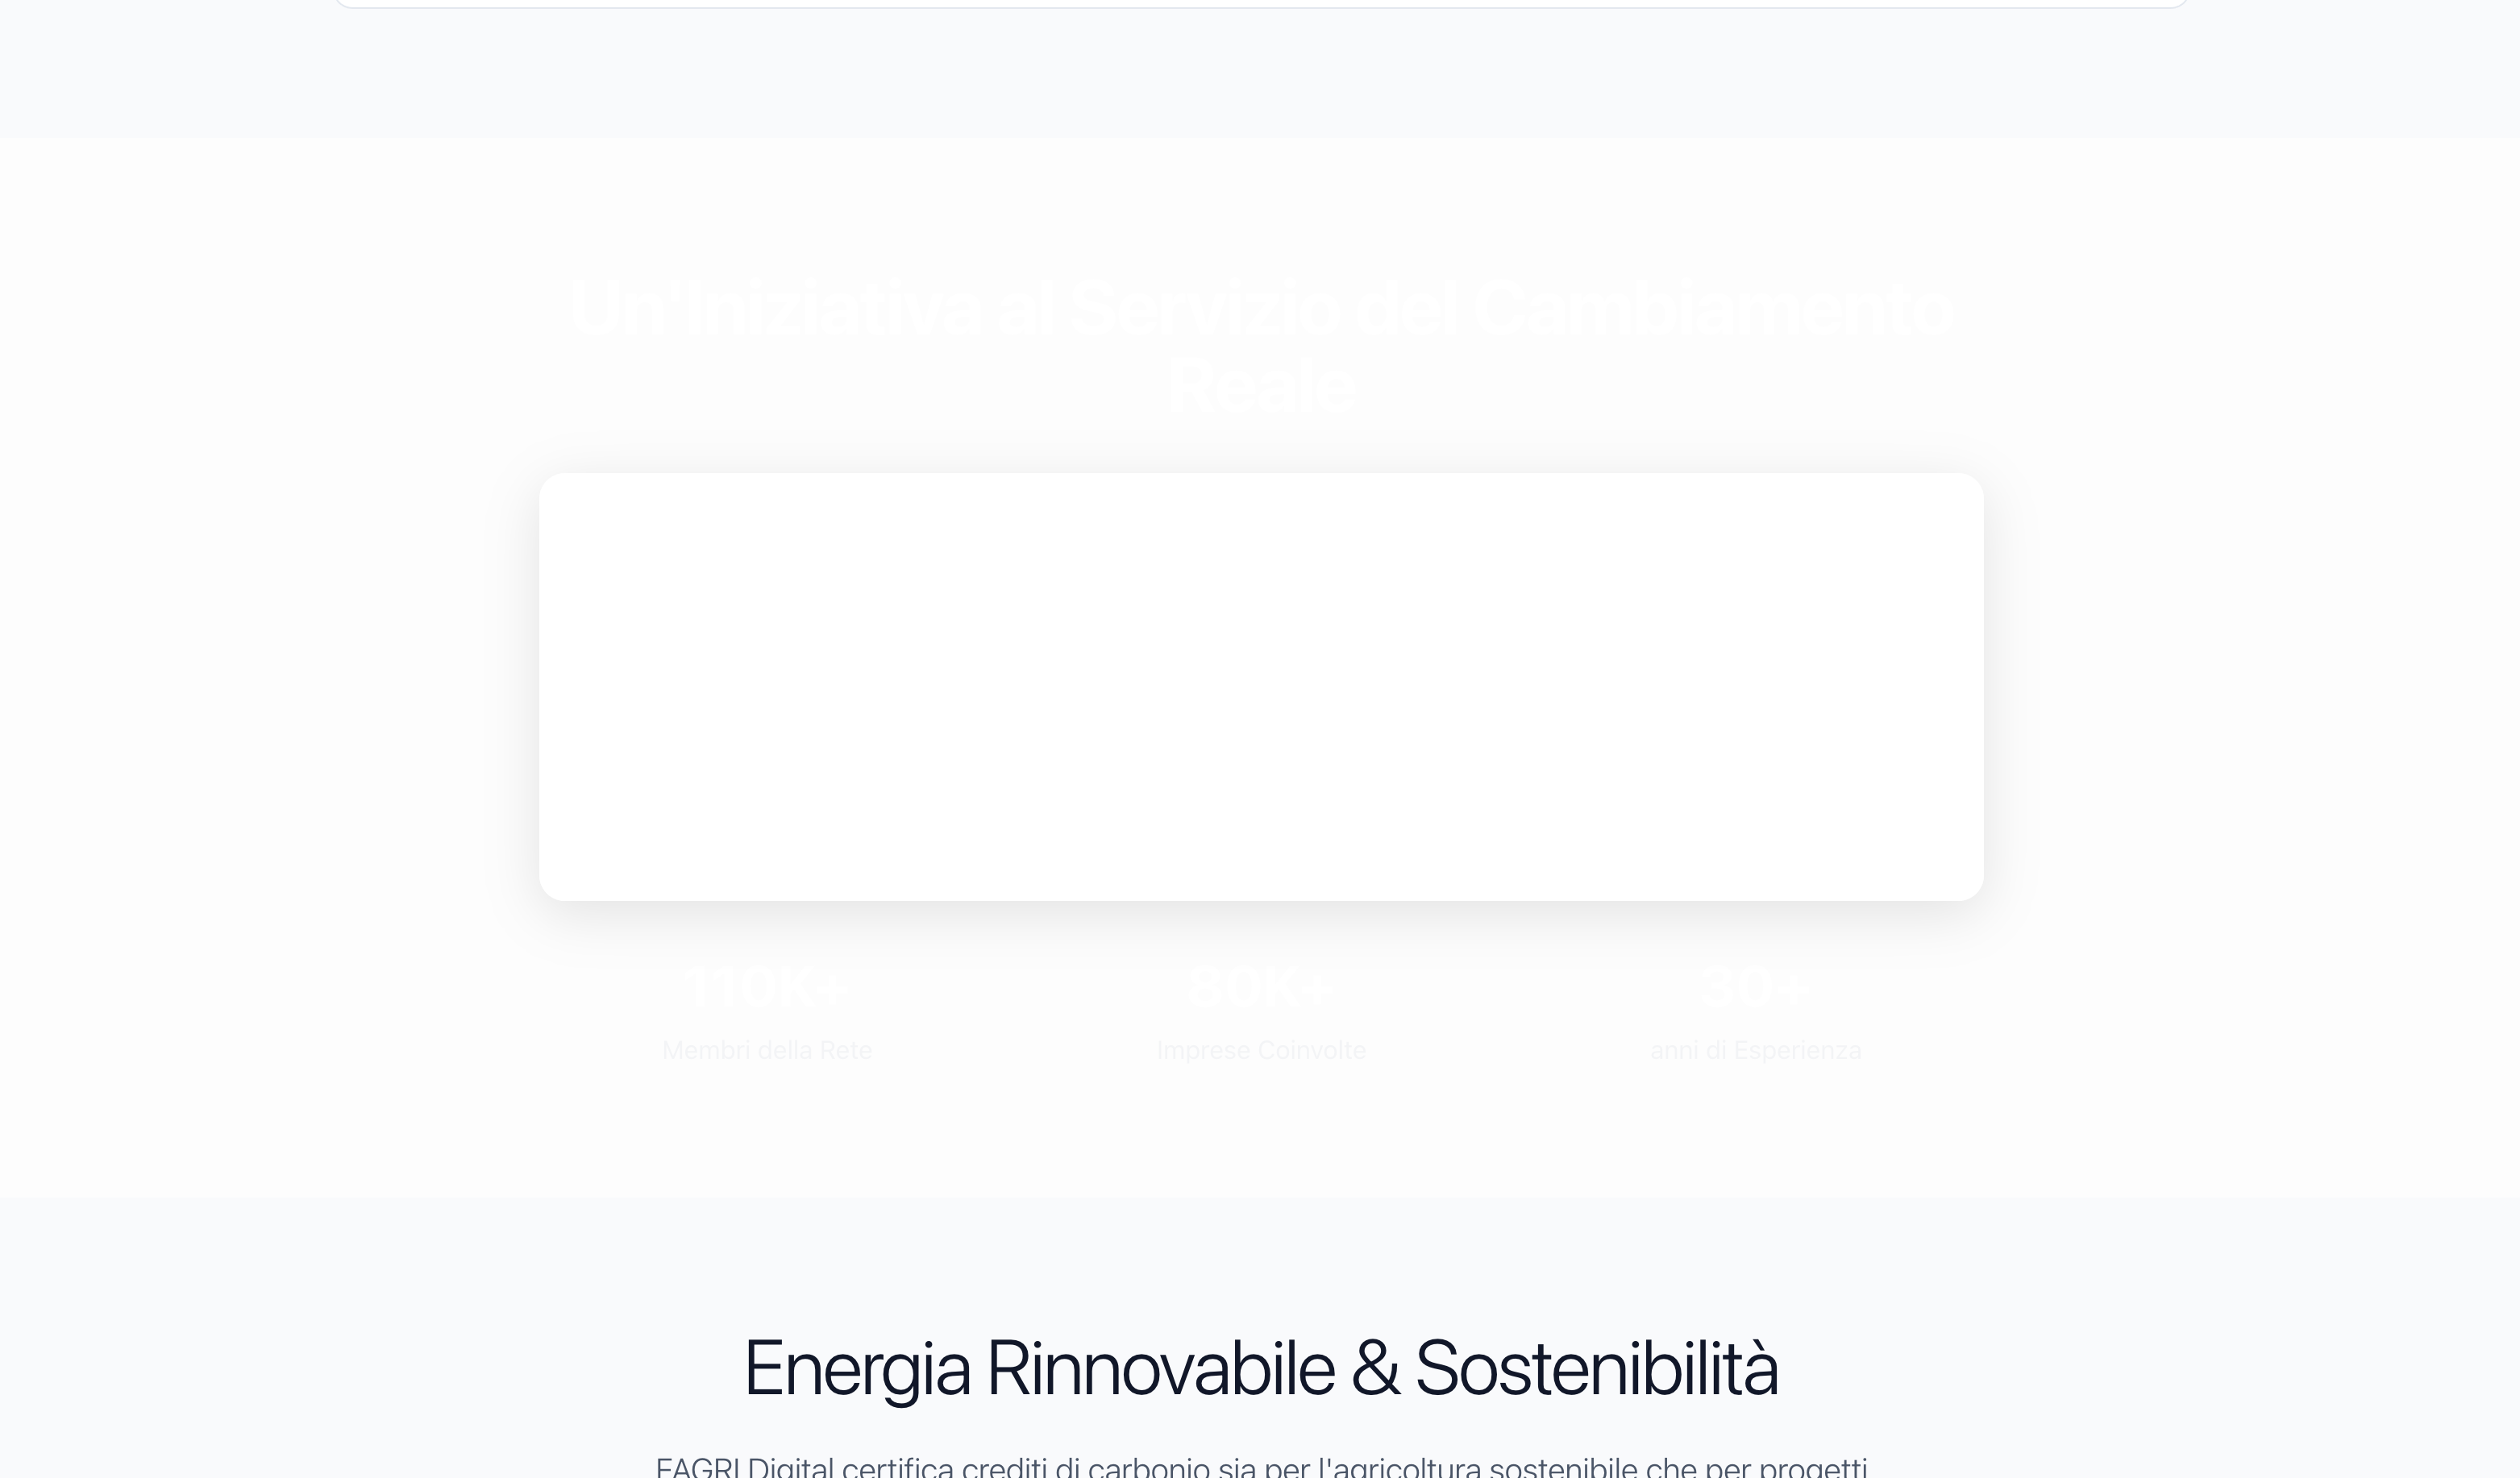 Un'Iniziativa al Servizio del Cambiamento
Reale
110K+
80K+
30+
Membri della Rete
Imprese Coinvolte
anni di Esperienza
Energia Rinnovabile & Sostenibilità
EAGRI Digital certifica crediti di carbonio sia per l'agricoltura sostenibile che per progetti